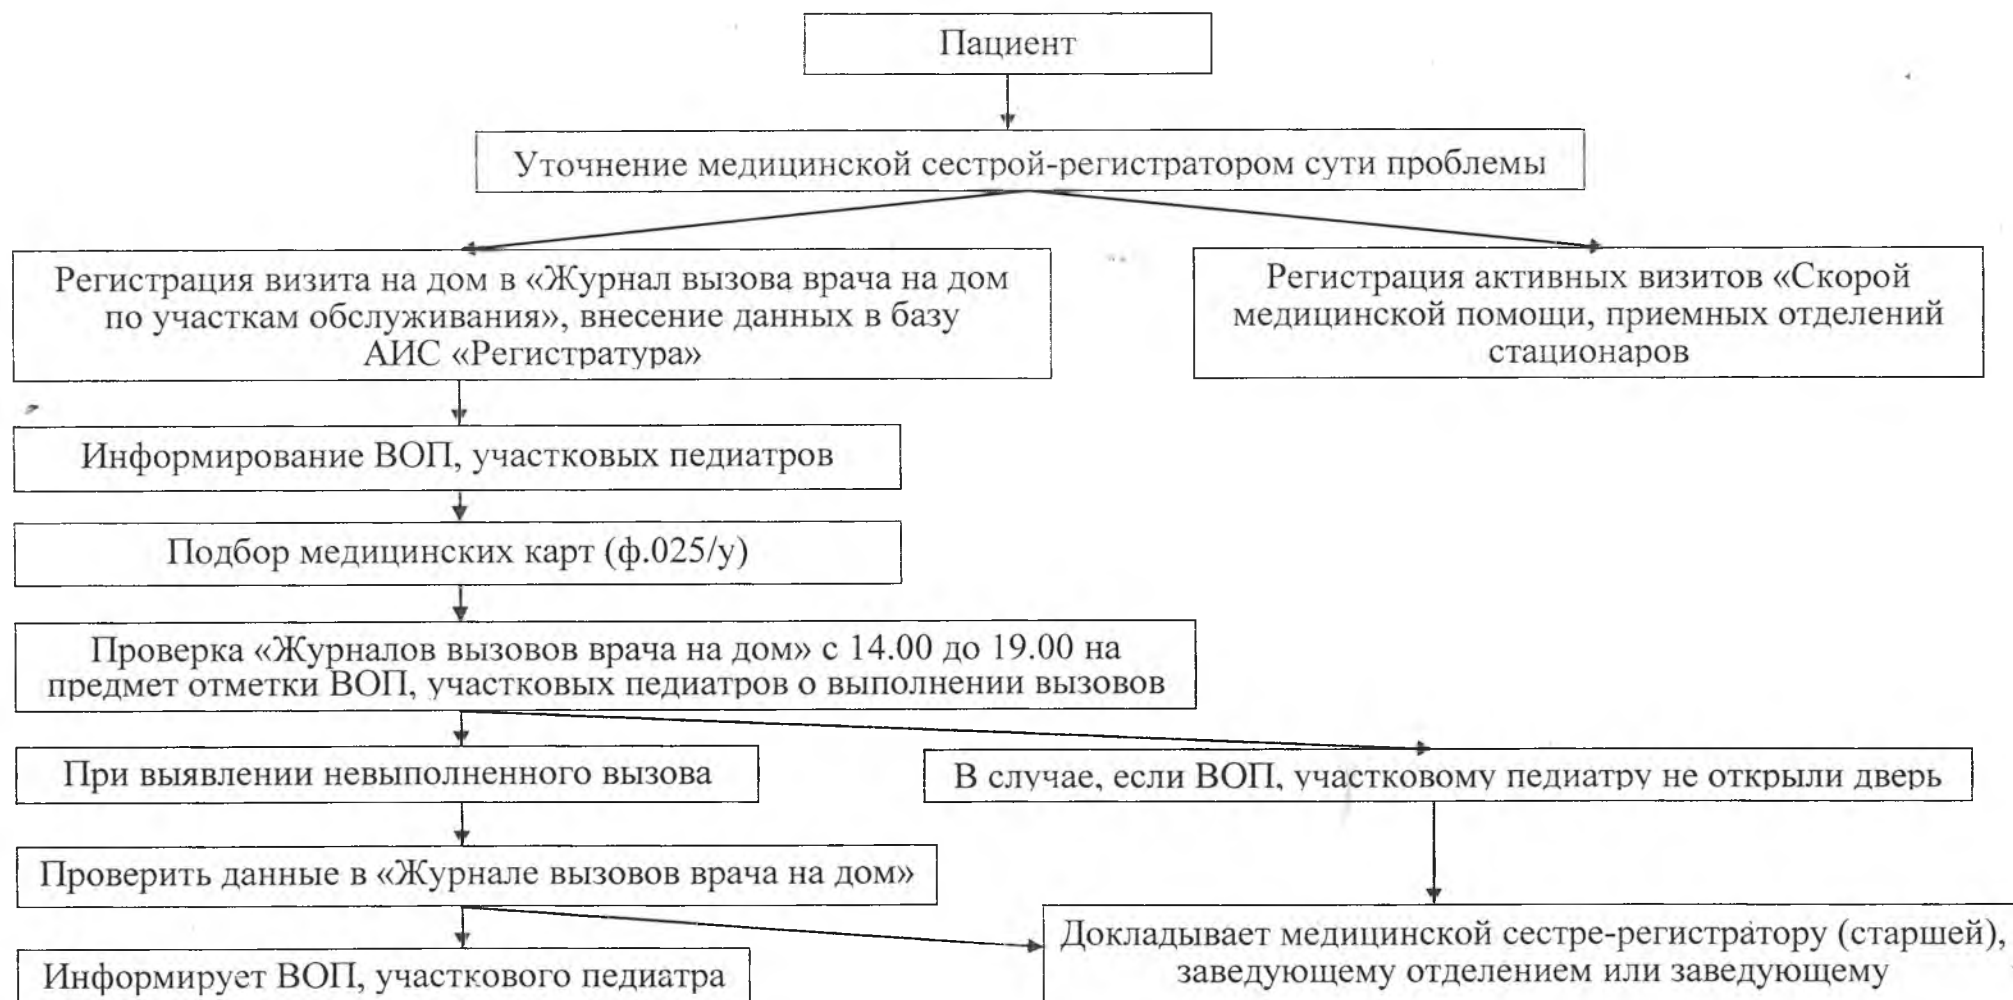 Пациент
Уточнение медицинской сестрой-регистратором сути проблемы
Регистрация визита на дом в «Журнал вызова врача на дом
по участкам обслуживания», внесение данных в базу
АИС «Регистратура»
Регистрация активных визитов «Скорой
медицинской помощи, приемных отделений
стационаров
Информирование ВОП, участковых педиатров
Подбор медицинских карт (ф.025/у)
Проверка «Журналов вызовов врача на дом» с 14.00 до 19.00 на
предмет отметки ВОП, участковых педиатров о выполнении вызовов
При выявлении невыполненного вызова
В случае, если ВОП, участковому педиатру не открыли дверь
Проверить данные в «Журнале вызовов врача на дом»
Информирует ВОП, участкового педиатра
Докладывает медицинской сестре-регистратору (старшей),
заведующему отделением или заведующему